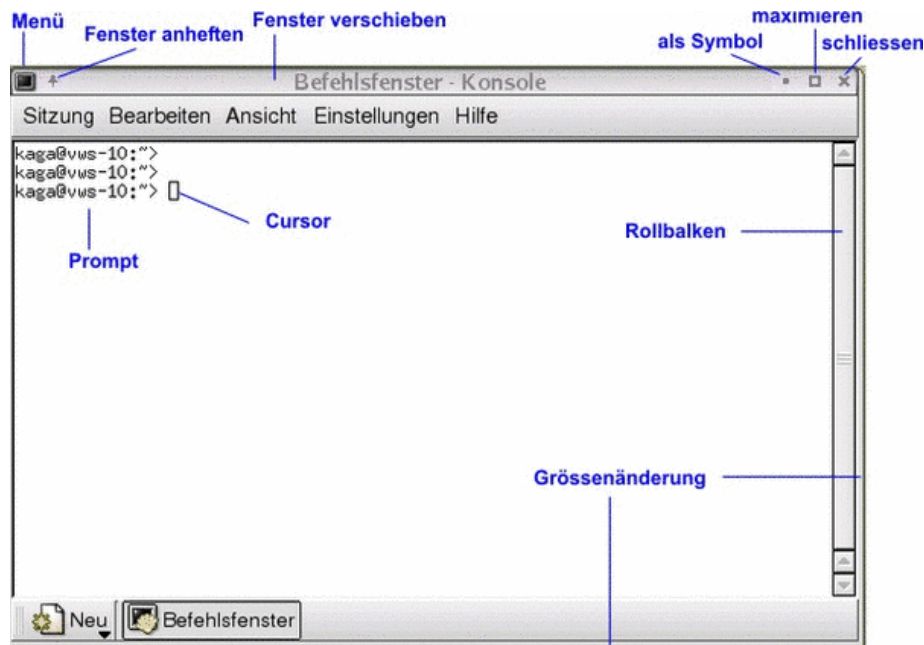 Menü
Fenster anheften
Fenster verschieben
als Symbol
maximieren
schliessen
Befehlsfenster - Konsole
Sitzung Bearbeiten Ansicht Einstellungen Hilfe
kaga@vws-10:~>
kaga@vws-10:~>
kaga@vws-10:~>
Cursor
Prompt
Rollbalken
Grössenänderung
Neu Befehlsfenster